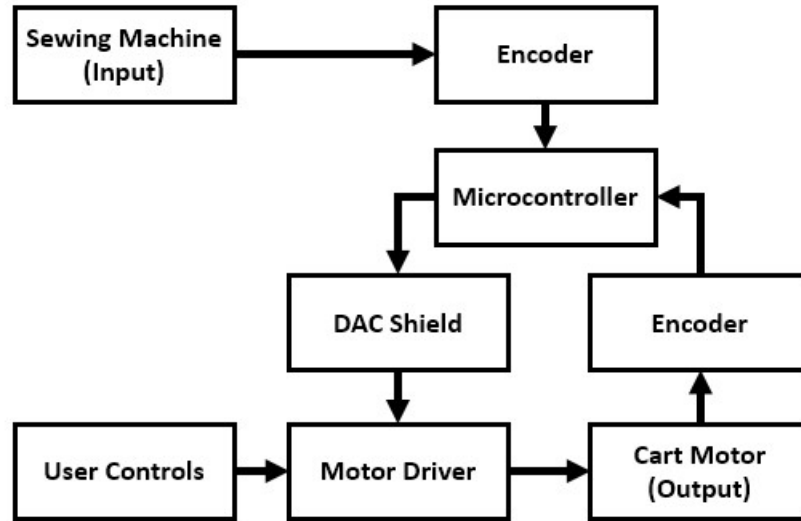 Sewing Machine
(Input)
Encoder
Microcontroller
DAC Shield
Encoder
User Controls
Motor Driver
Cart Motor
(Output)